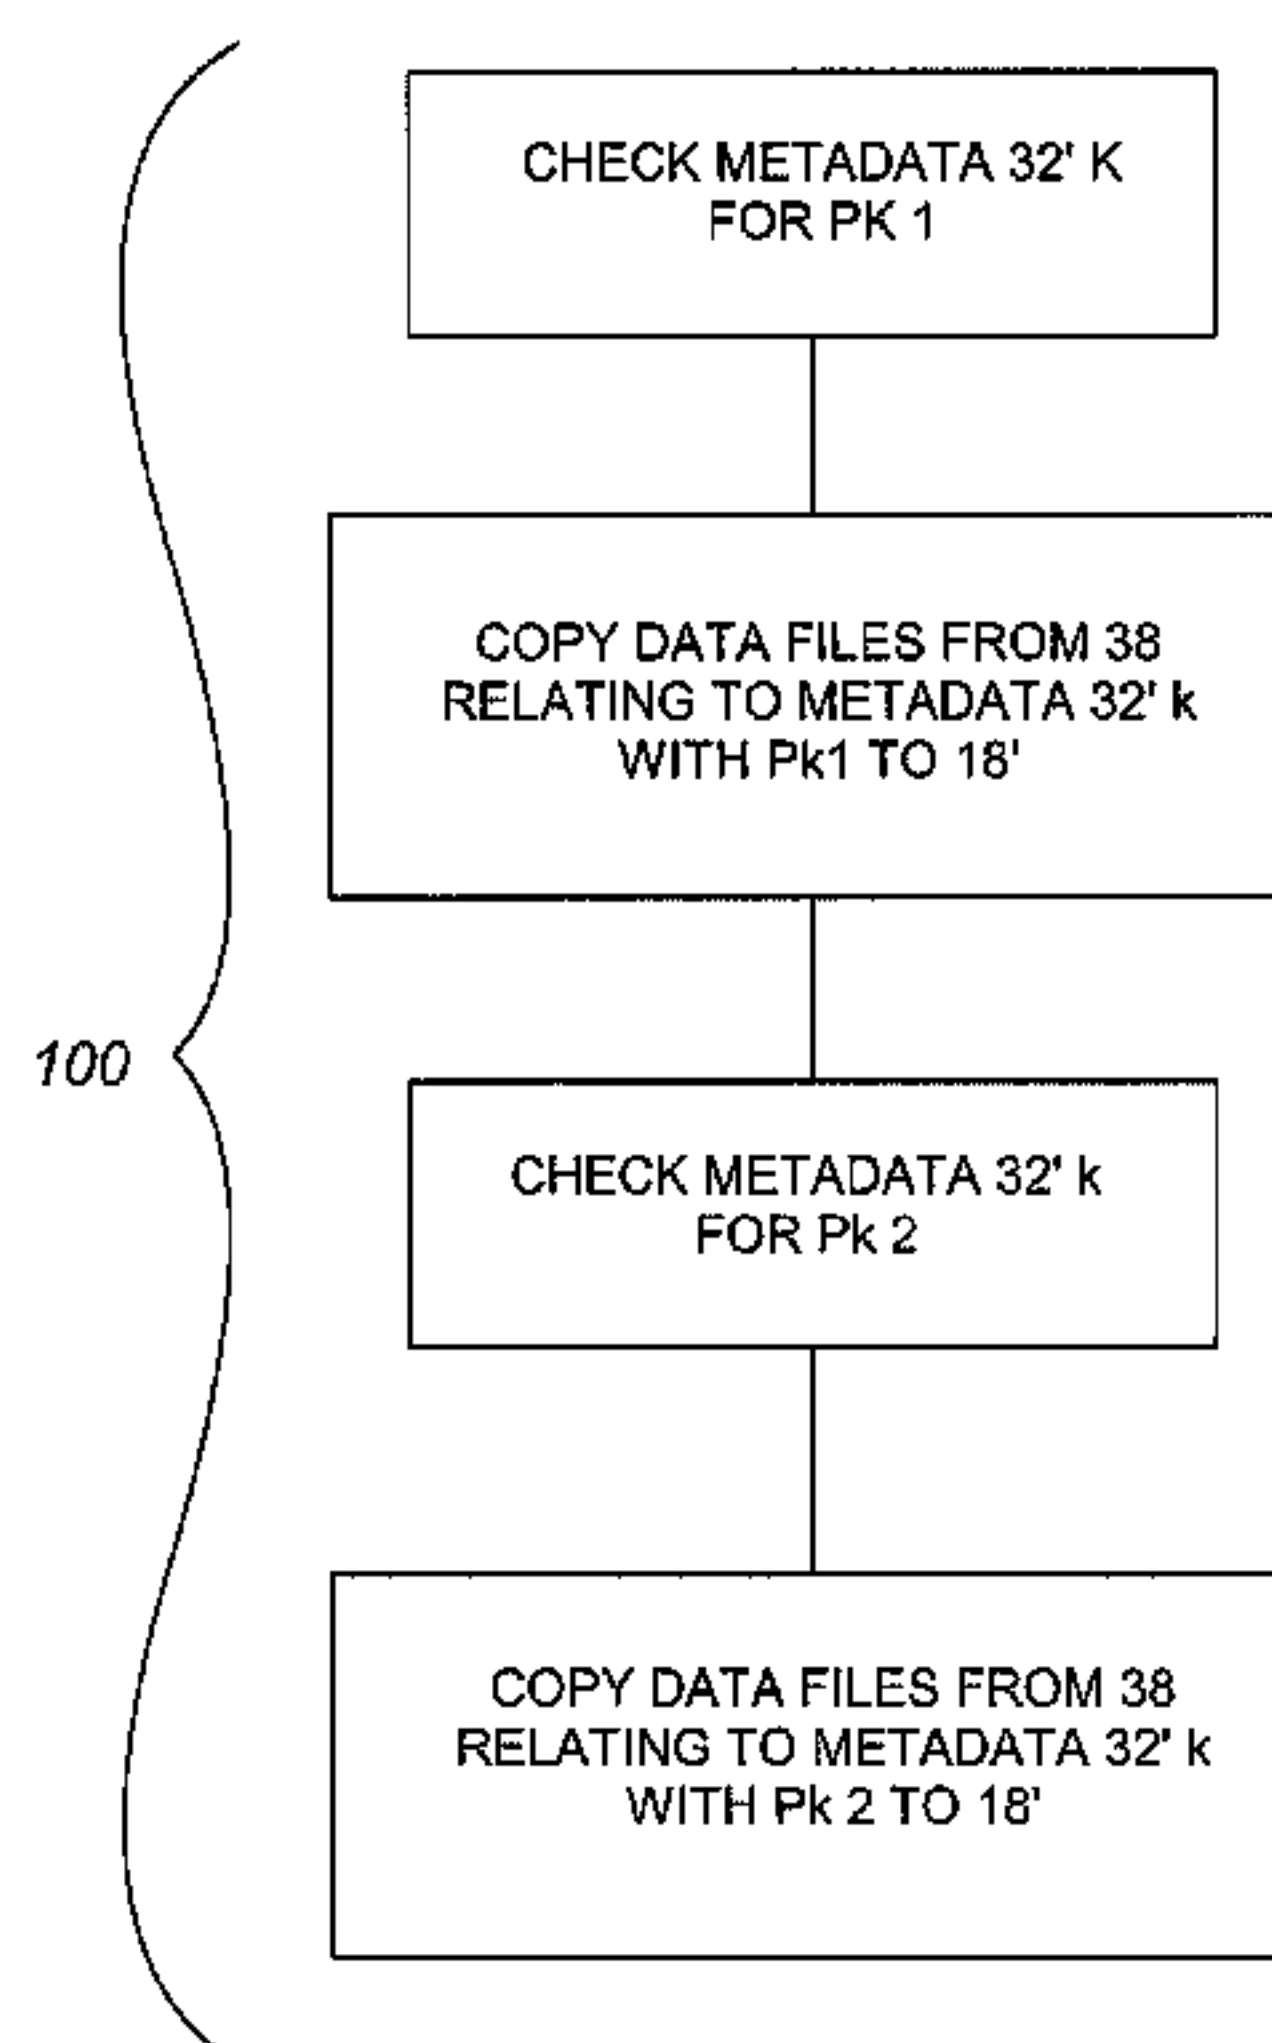 CHECK METADATA 32' K
FOR PK 1
COPY DATA FILES FROM 38
RELATING TO METADATA 32' k
WITH Pk1 TO 18'
100
CHECK METADATA 32' k
FOR Pk 2
COPY DATA FILES FROM 38
RELATING TO METADATA 32' k
WITH Pk 2 TO 18'